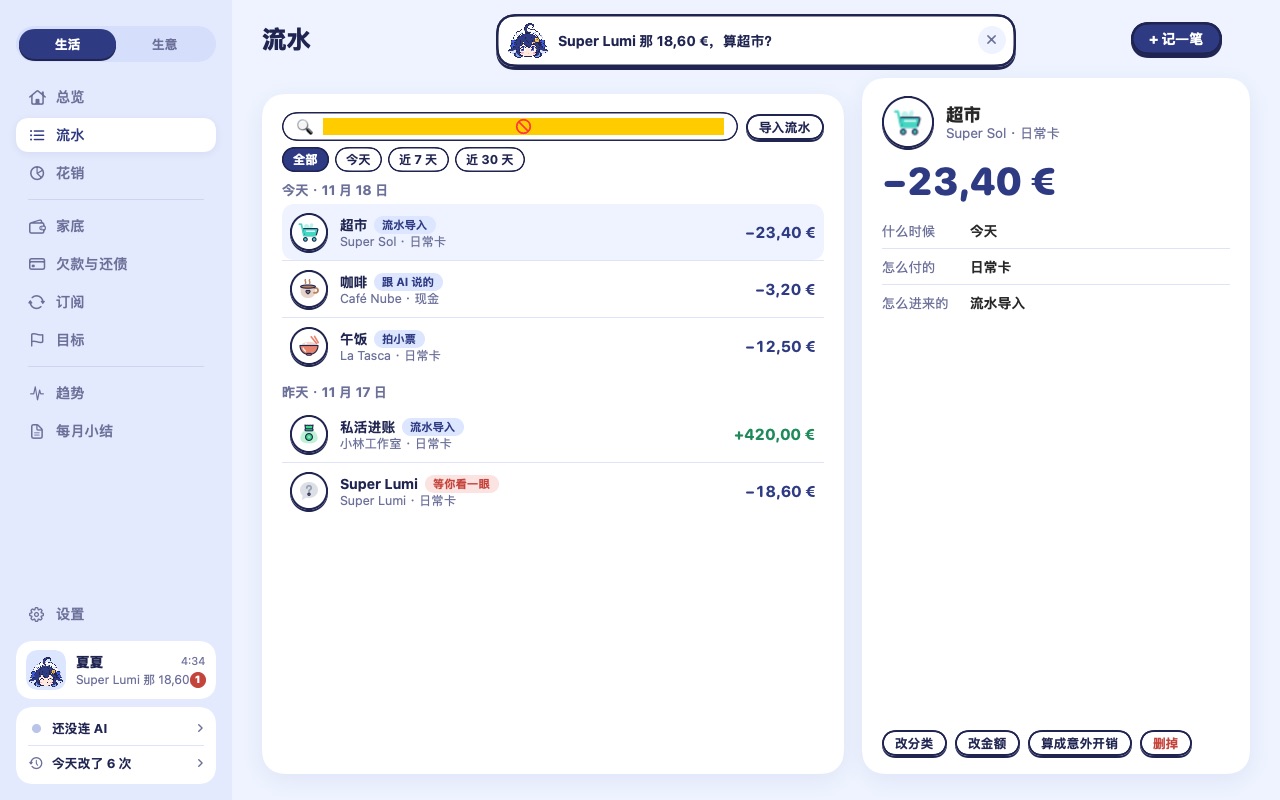 生活
生意
总览
流水
花销
家底
欠款与还债
订阅
目标
趋势
每月小结
设置
夏夏
4:34
Super Lumi 那 18,60
1
还没连 AI
今天改了 6 次
流水
Super Lumi 那 18,60 €，算超市?
+ 记一笔
导入流水
全部
今天
近 7 天
近 30 天
今天 · 11 月 18 日
超市 流水导入
Super Sol · 日常卡
−23,40 €
咖啡 跟 AI 说的
Café Nube · 现金
−3,20 €
午饭 拍小票
La Tasca · 日常卡
−12,50 €
昨天 · 11 月 17 日
私活进账 流水导入
小林工作室 · 日常卡
+420,00 €
Super Lumi 等你看一眼
Super Lumi · 日常卡
−18,60 €
超市
Super Sol · 日常卡
−23,40 €
什么时候 今天
怎么付的 日常卡
怎么进来的 流水导入
改分类
改金额
算成意外开销
删掉